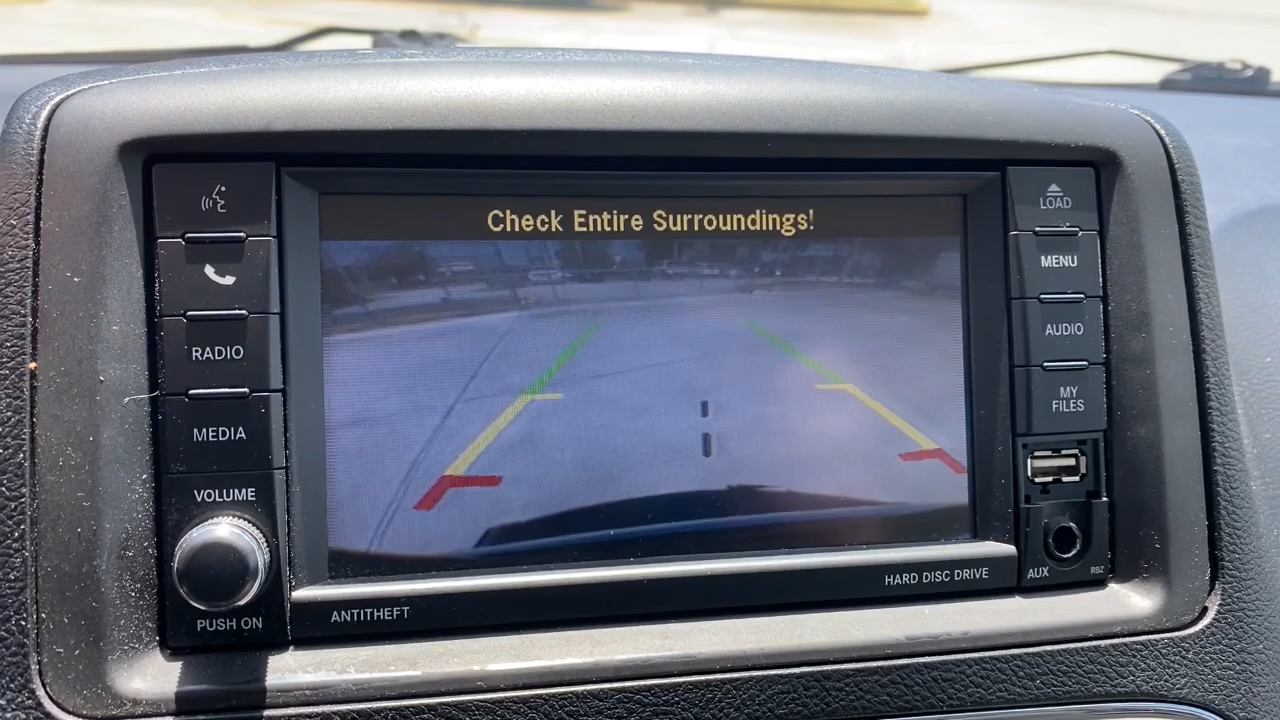 Check Entire Surroundings!
RADIO
MEDIA
VOLUME
PUSH ON
ANTITHEFT
HARD DISC DRIVE
LOAD
MENU
AUDIO
MY
FILES
AUX
RBZ